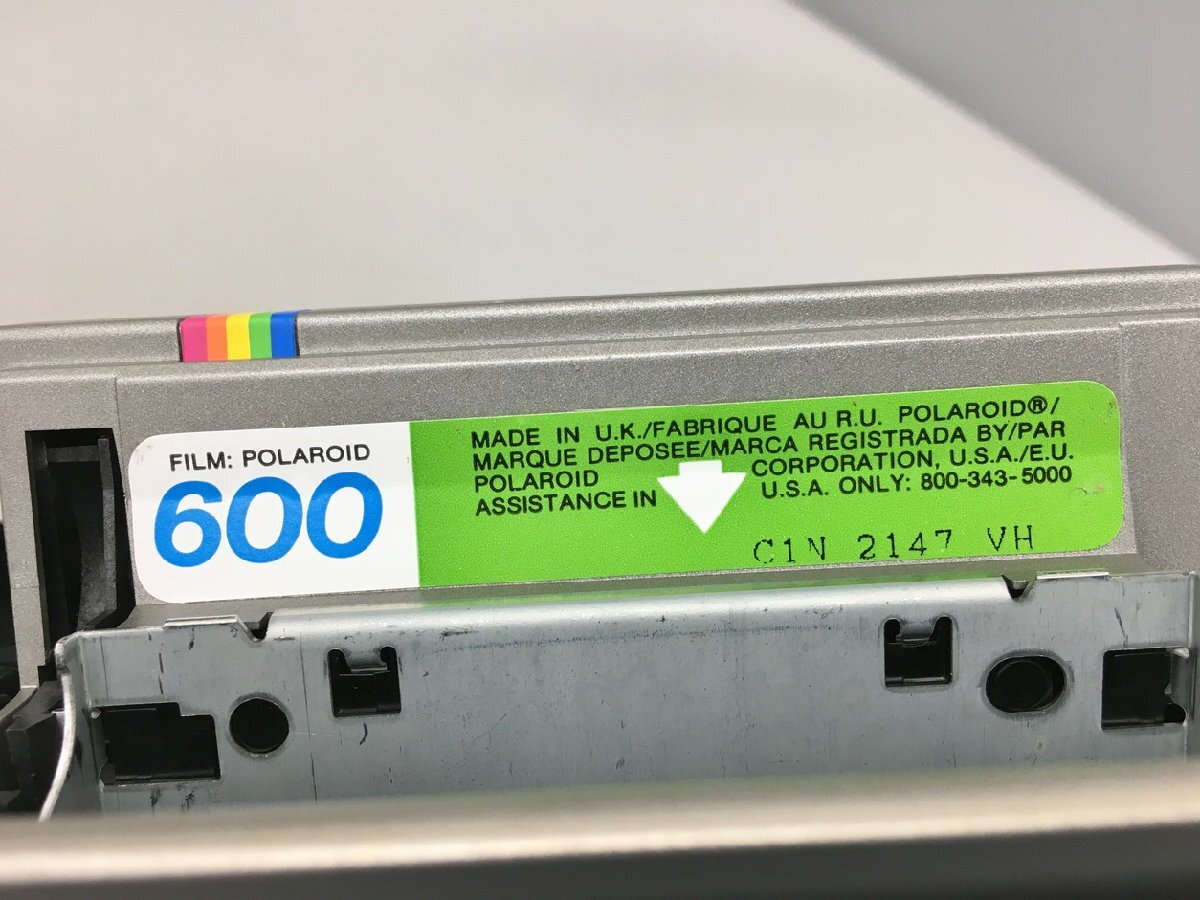 FILM: POLAROID
600
MADE IN U.K./FABRIQUE AU R.U. POLAROID®/
MARQUE DEPOSEE/MARCA REGISTRADA BY/PAR
POLAROID CORPORATION, U.S.A./E.U.
ASSISTANCE IN U.S.A. ONLY: 800-343-5000
C1N 2147 VH